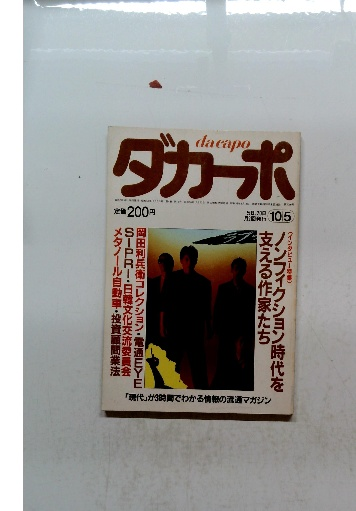 da capo
ダカーポ
定価200円
10/5
〈インタビュー構成〉
ノンフィクション時代を
支える作家たち
岡田利兵衛コレクション・電通EYE
SIPRI・日韓文化交流委員会
メタノール自動車・投資顧問業法
「現代」が3時間でわかる情報の流通マガジン